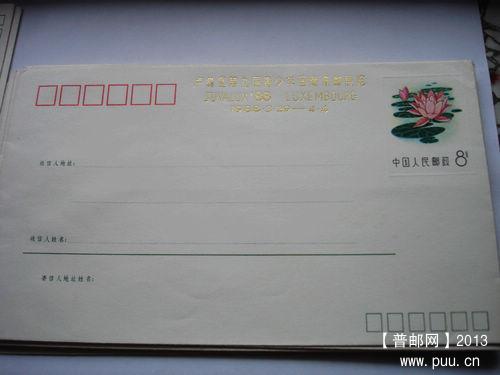 JUVALUX '88 LUXEMBOURG
中国人民邮政 8分
收信人地址:
收信人姓名:
寄信人地址姓名:
【普邮网】2013
www.puu.cn